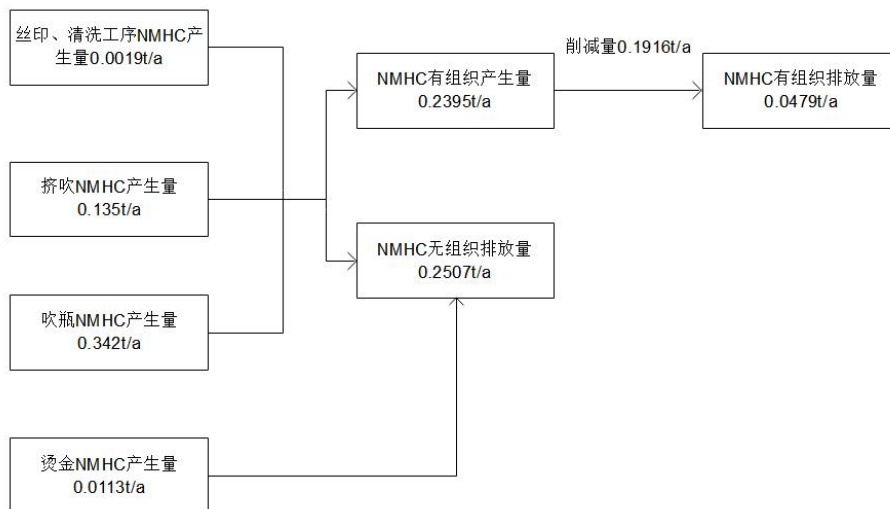 丝印、清洗工序NMHC产
生量0.0019t/a
削减量0.1916t/a
NMHC有组织产生量
0.2395t/a
NMHC有组织排放量
0.0479t/a
挤吹NMHC产生量
0.135t/a
NMHC无组织排放量
0.2507t/a
吹瓶NMHC产生量
0.342t/a
烫金NMHC产生量
0.0113t/a